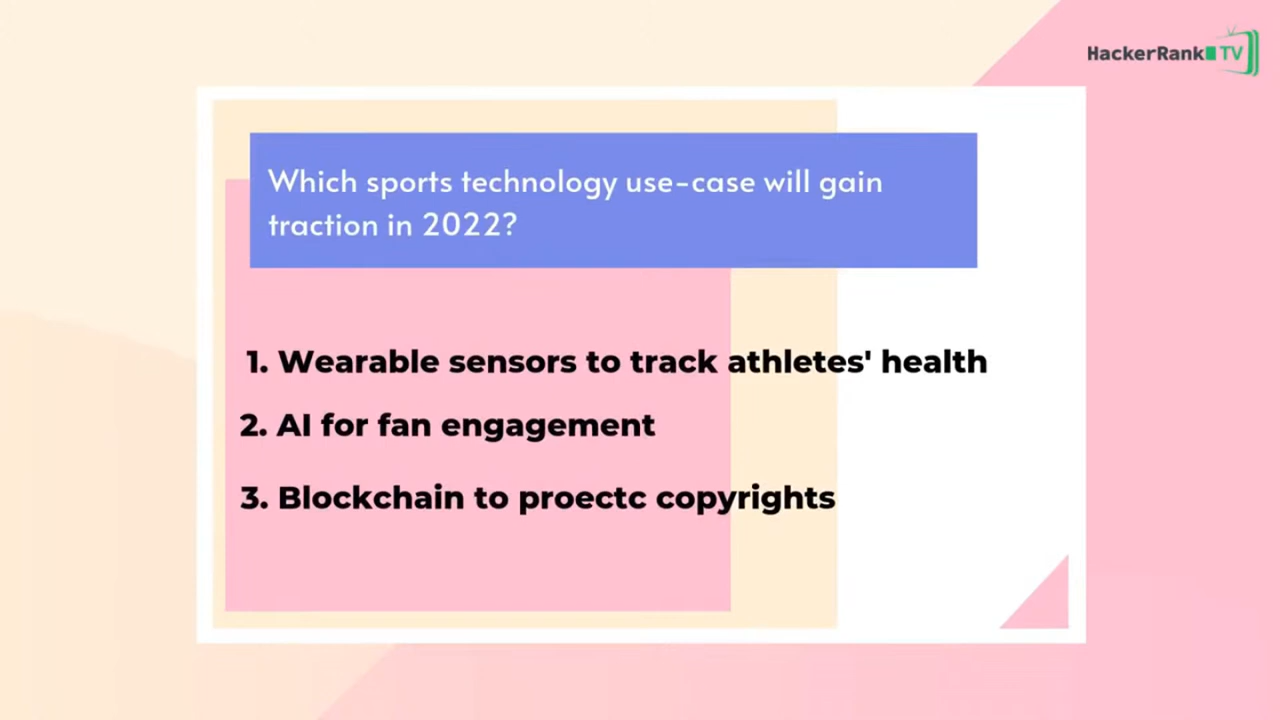 HackerRank TV
Which sports technology use-case will gain
traction in 2022?
1. Wearable sensors to track athletes' health
2. AI for fan engagement
3. Blockchain to proectc copyrights